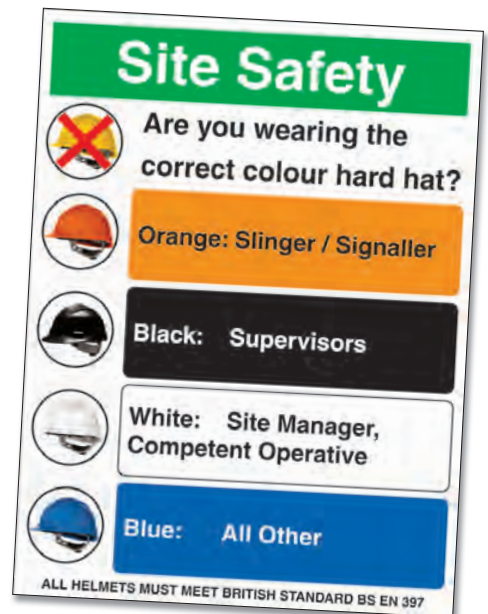 Site Safety
Are you wearing the
correct colour hard hat?
Orange: Slinger / Signaller
Black: Supervisors
White: Site Manager,
Competent Operative
Blue: All Other
ALL HELMETS MUST MEET BRITISH STANDARD BS EN 397